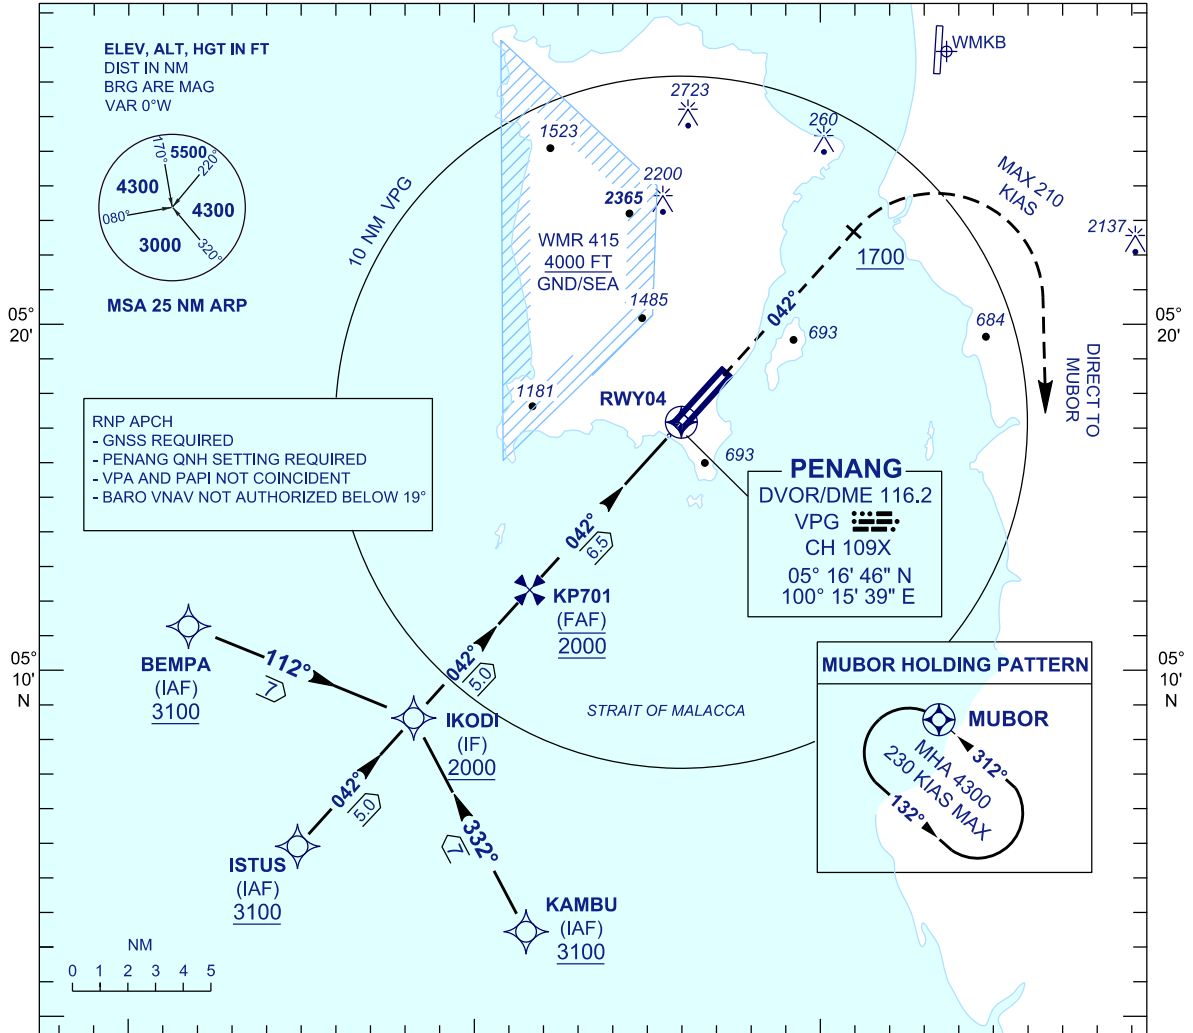 ELEV, ALT, HGT IN FT
DIST IN NM
BRG ARE MAG
VAR 0°W
170°
5500
220°
4300
4300
080°
3000
320°
MSA 25 NM ARP
WMKB
2723
260
1523
2200
2365
10 NM VPG
WMR 415
4000 FT
GND/SEA
MAX 210
KIAS
2137
1700
042°
1485
693
684
05°
20'
05°
20'
DIRECT TO
MUBOR
1181
RWY04
693
RNP APCH
- GNSS REQUIRED
- PENANG QNH SETTING REQUIRED
- VPA AND PAPI NOT COINCIDENT
- BARO VNAV NOT AUTHORIZED BELOW 19°
PENANG
DVOR/DME 116.2
VPG
CH 109X
05° 16' 46" N
100° 15' 39" E
042°
6.5
KP701
(FAF)
2000
BEMPA
(IAF)
3100
112°
7
042°
5.0
IKODI
(IF)
2000
STRAIT OF MALACCA
05°
10'
N
05°
10'
N
MUBOR HOLDING PATTERN
MUBOR
MHA 4300
230 KIAS MAX
312°
132°
042°
5.0
ISTUS
(IAF)
3100
332°
7
KAMBU
(IAF)
3100
NM
0 1 2 3 4 5